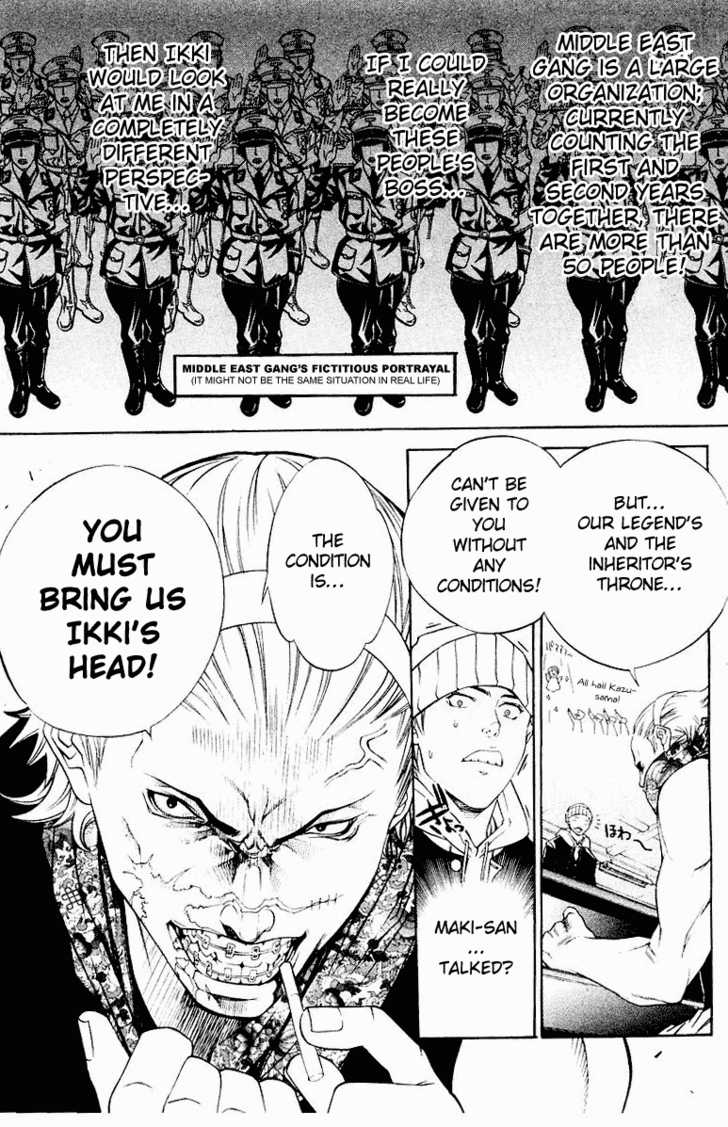 MIDDLE EAST
GANG IS A LARGE
ORGANIZATION;
CURRENTLY
COUNTING THE
FIRST AND
SECOND YEARS
TOGETHER, THERE
ARE MORE THAN
50 PEOPLE!
IF I COULD
REALLY
BECOME
THESE
PEOPLE'S
BOSS...
THEN IKKI
WOULD LOOK
AT ME IN A
COMPLETELY
DIFFERENT
PERSPEC-
TIVE...
MIDDLE EAST GANG'S FICTITIOUS PORTRAYAL
(IT MIGHT NOT BE THE SAME SITUATION IN REAL LIFE)
BUT...
OUR LEGEND'S
AND THE
INHERITOR'S
THRONE...
All hail Kazu-
sama!
ほわ〜
CAN'T BE
GIVEN TO
YOU
WITHOUT
ANY
CONDITIONS!
MAKI-SAN
...
TALKED?
THE
CONDITION
IS...
YOU
MUST
BRING US
IKKI'S
HEAD!